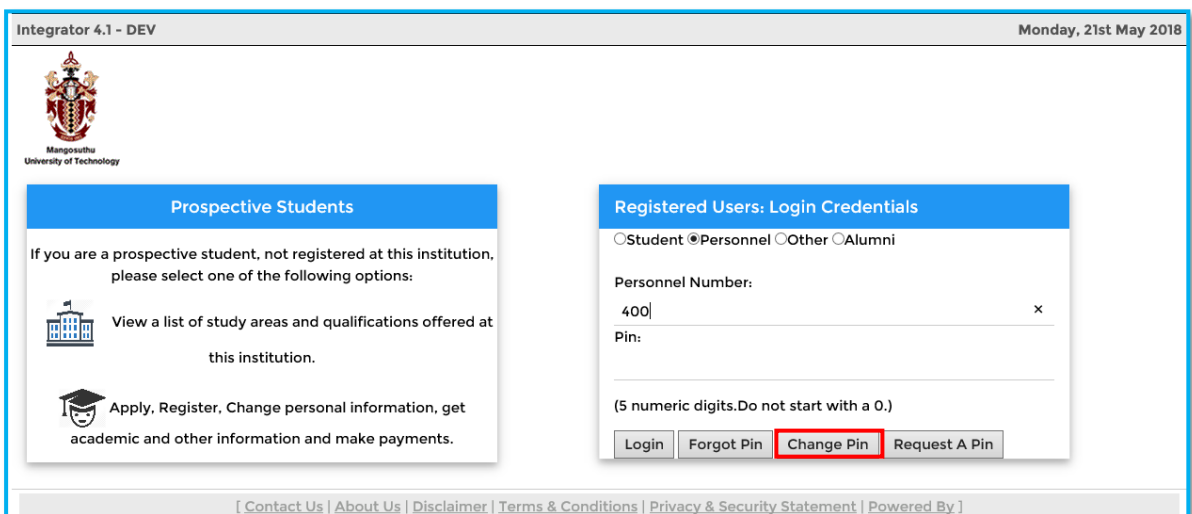 Integrator 4.1 - DEV
Monday, 21st May 2018
Mangosuthu
University of Technology
Prospective Students
If you are a prospective student, not registered at this institution,
please select one of the following options:
View a list of study areas and qualifications offered at
this institution.
Apply, Register, Change personal information, get
academic and other information and make payments.
Registered Users: Login Credentials
Student Personnel Other Alumni
Personnel Number:
400 ×
Pin:
(5 numeric digits.Do not start with a 0.)
Login Forgot Pin Change Pin Request A Pin
[ Contact Us | About Us | Disclaimer | Terms & Conditions | Privacy & Security Statement | Powered By ]